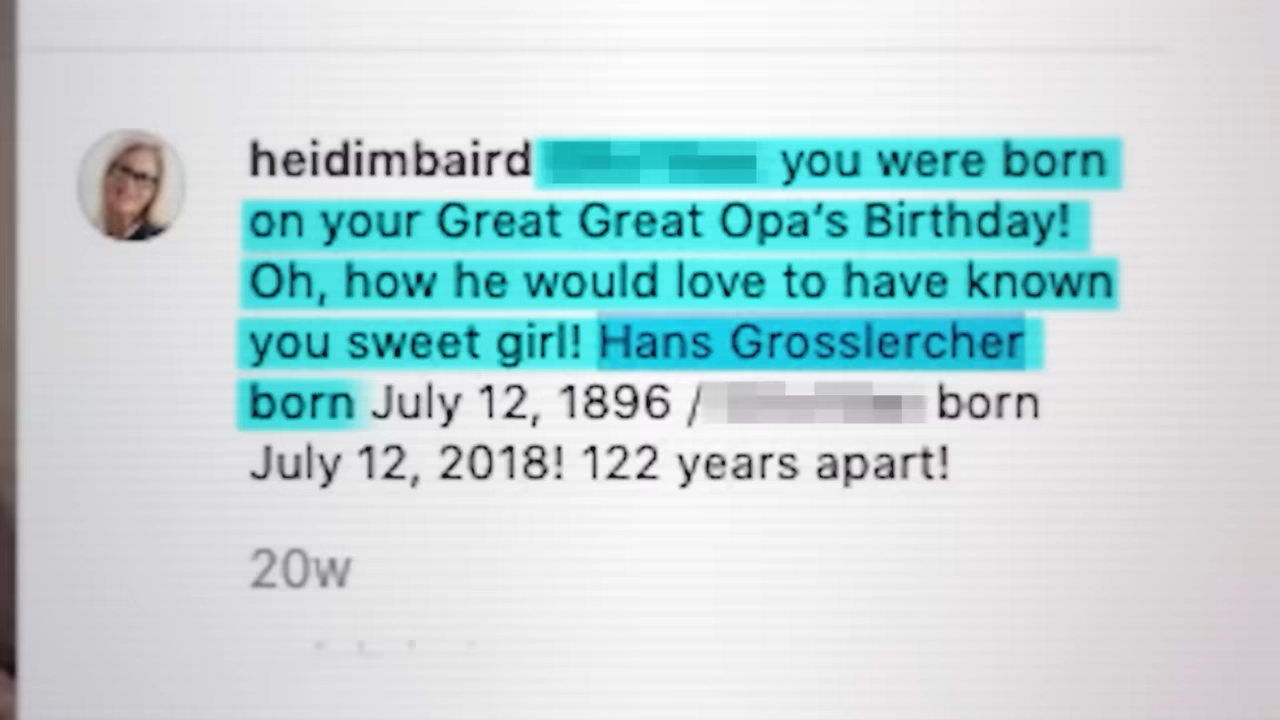 heidimbaird you were born
on your Great Great Opa's Birthday!
Oh, how he would love to have known
you sweet girl! Hans Grosslercher
born July 12, 1896 / born
July 12, 2018! 122 years apart!
20w